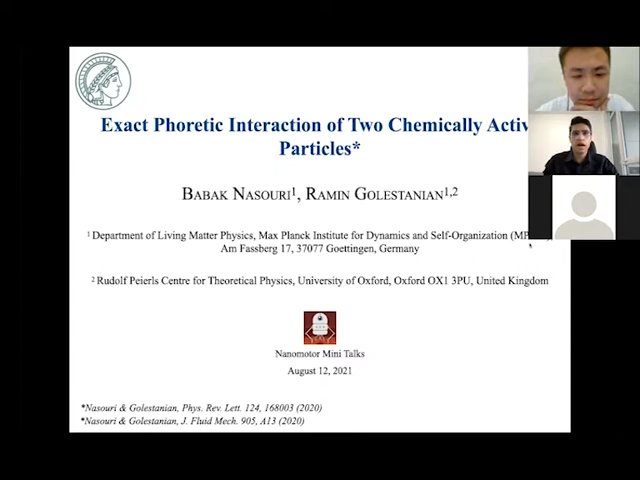 Exact Phoretic Interaction of Two Chemically Activ
Particles*
BABAK NASOURI1, RAMIN GOLESTANIAN1,2
1 Department of Living Matter Physics, Max Planck Institute for Dynamics and Self-Organization (MP
Am Fassberg 17, 37077 Goettingen, Germany
2 Rudolf Peierls Centre for Theoretical Physics, University of Oxford, Oxford OX1 3PU, United Kingdom
Nanomotor Mini Talks
August 12, 2021
*Nasouri & Golestanian, Phys. Rev. Lett. 124, 168003 (2020)
*Nasouri & Golestanian, J. Fluid Mech. 905, A13 (2020)